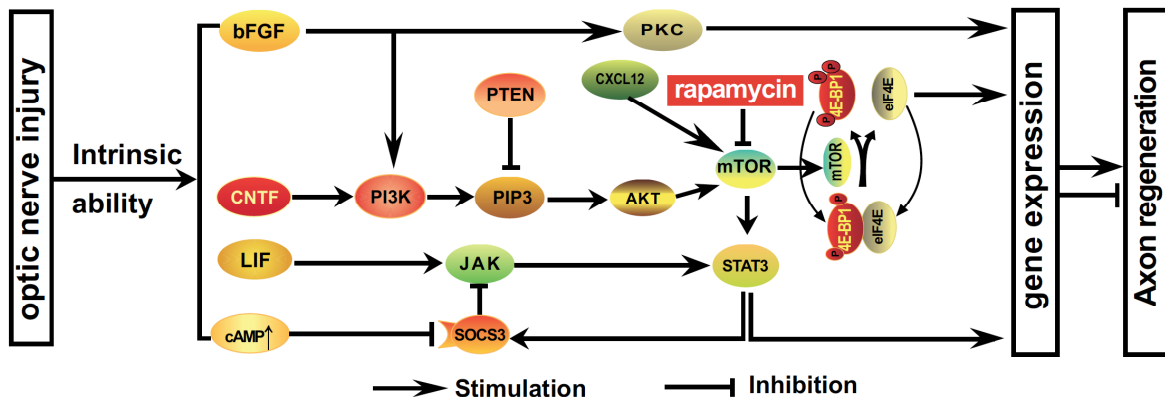 optic nerve injury
Intrinsic
ability
bFGF
PKC
CXCL12
rapamycin
P
P
P
4E-BP1
eIF4E
PTEN
mTOR
mTOR
CNTF
PI3K
PIP3
AKT
P
P
4E-BP1
eIF4E
LIF
JAK
STAT3
cAMP↑
SOCS3
gene expression
Axon regeneration
Stimulation
Inhibition